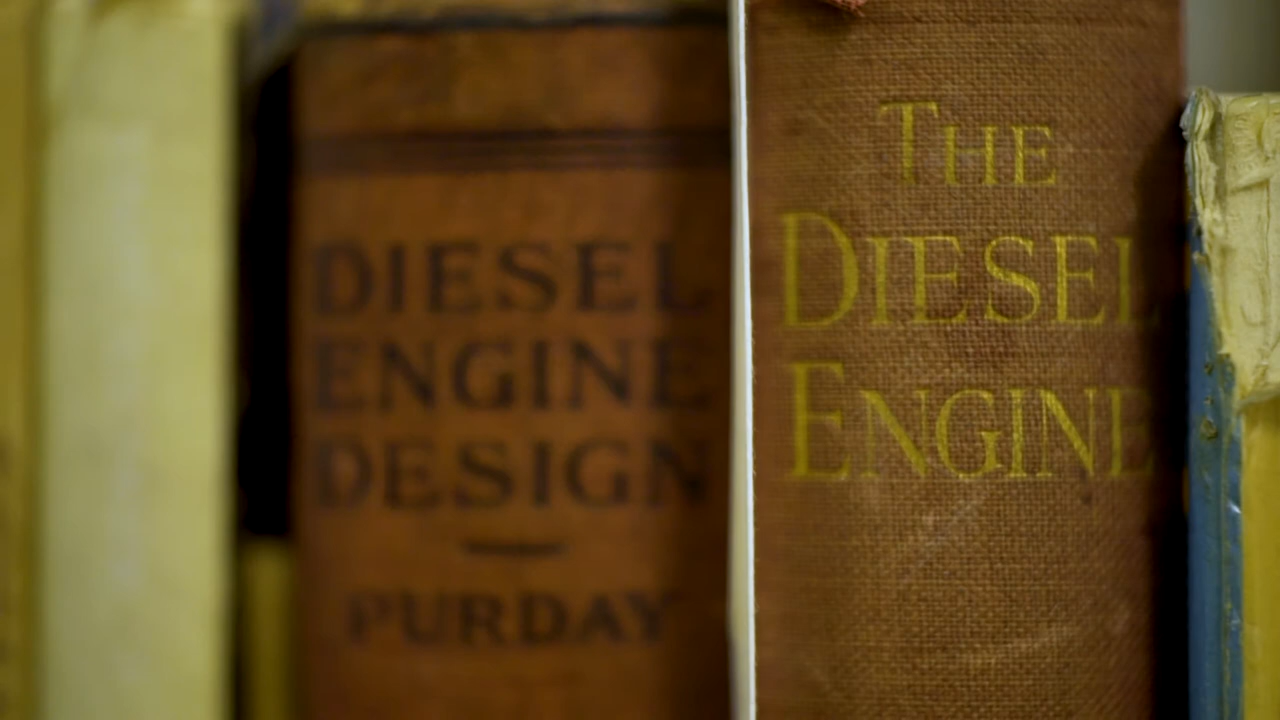 DIESEL
ENGINE
DESIGN
PURDAY
THE
DIESEL
ENGINE